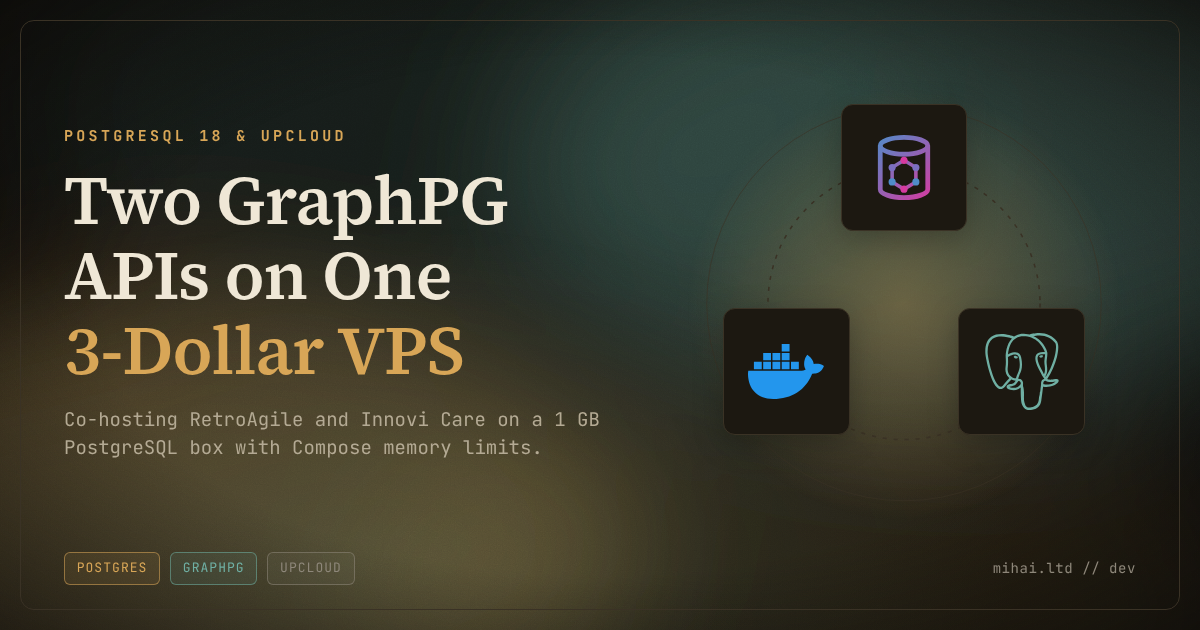 POSTGRESQL 18 & UPCLOUD
Two GraphPG
APIs on One
3-Dollar VPS
Co-hosting RetroAgile and Innovi Care on a 1 GB
PostgreSQL box with Compose memory limits.
POSTGRES
GRAPHPG
UPCLOUD
mihai.ltd // dev